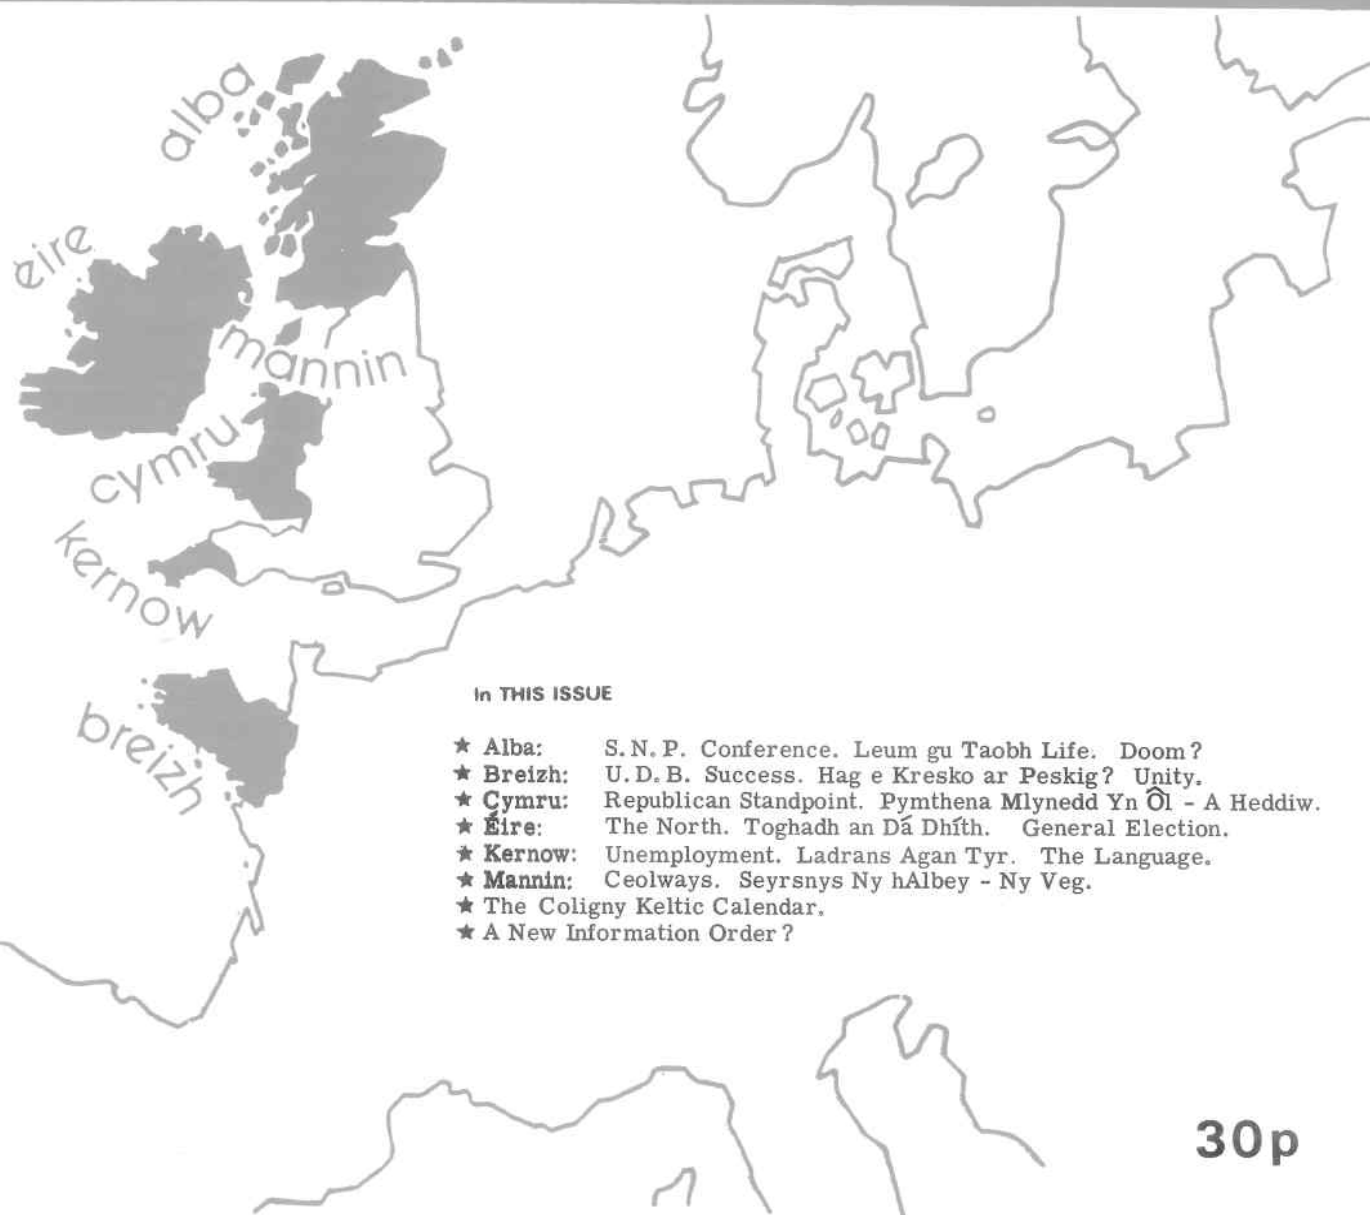 alba
éire
mannin
cymru
kernow
breizh
In THIS ISSUE
★ Alba: S.N.P. Conference. Leum gu Taobh Life. Doom?
★ Breizh: U.D.B. Success. Hag e Kresko ar Peskig? Unity.
★ Cymru: Republican Standpoint. Pymthena Mlynedd Yn Ôl - A Heddiw.
★ Éire: The North. Toghadh an Dá Dhíth. General Election.
★ Kernow: Unemployment. Ladrans Agan Tyr. The Language.
★ Mannin: Ceolways. Seyrsnys Ny hAlbey - Ny Veg.
★ The Coligny Keltic Calendar.
★ A New Information Order?
30p